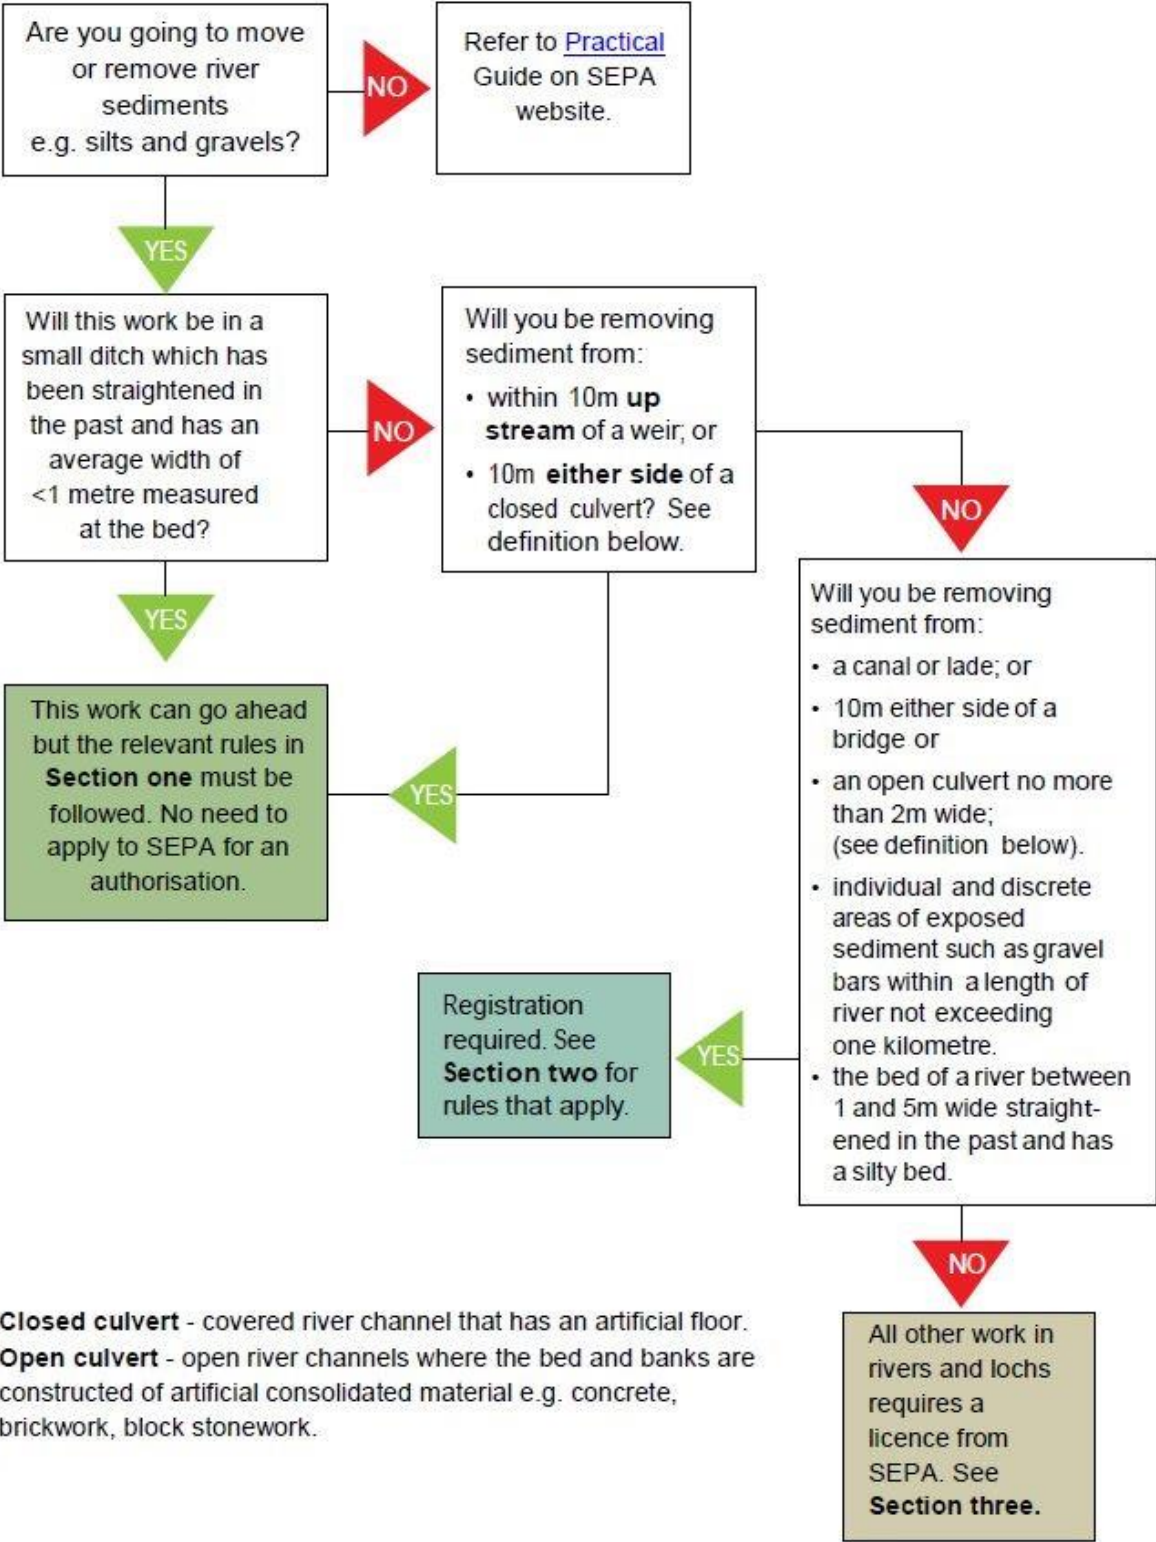 Are you going to move
or remove river
sediments
e.g. silts and gravels?
NO
Refer to Practical
Guide on SEPA
website.
YES
Will this work be in a
small ditch which has
been straightened in
the past and has an
average width of
<1 metre measured
at the bed?
NO
Will you be removing
sediment from:
• within 10m up
stream of a weir; or
• 10m either side of a
closed culvert? See
definition below.
NO
YES
This work can go ahead
but the relevant rules in
Section one must be
followed. No need to
apply to SEPA for an
authorisation.
YES
Will you be removing
sediment from:
• a canal or lade; or
• 10m either side of a
bridge or
• an open culvert no more
than 2m wide;
(see definition below).
• individual and discrete
areas of exposed
sediment such as gravel
bars within a length of
river not exceeding
one kilometre.
• the bed of a river between
1 and 5m wide straight-
ened in the past and has
a silty bed.
YES
Registration
required. See
Section two for
rules that apply.
NO
All other work in
rivers and lochs
requires a
licence from
SEPA. See
Section three.
Closed culvert - covered river channel that has an artificial floor.
Open culvert - open river channels where the bed and banks are
constructed of artificial consolidated material e.g. concrete,
brickwork, block stonework.